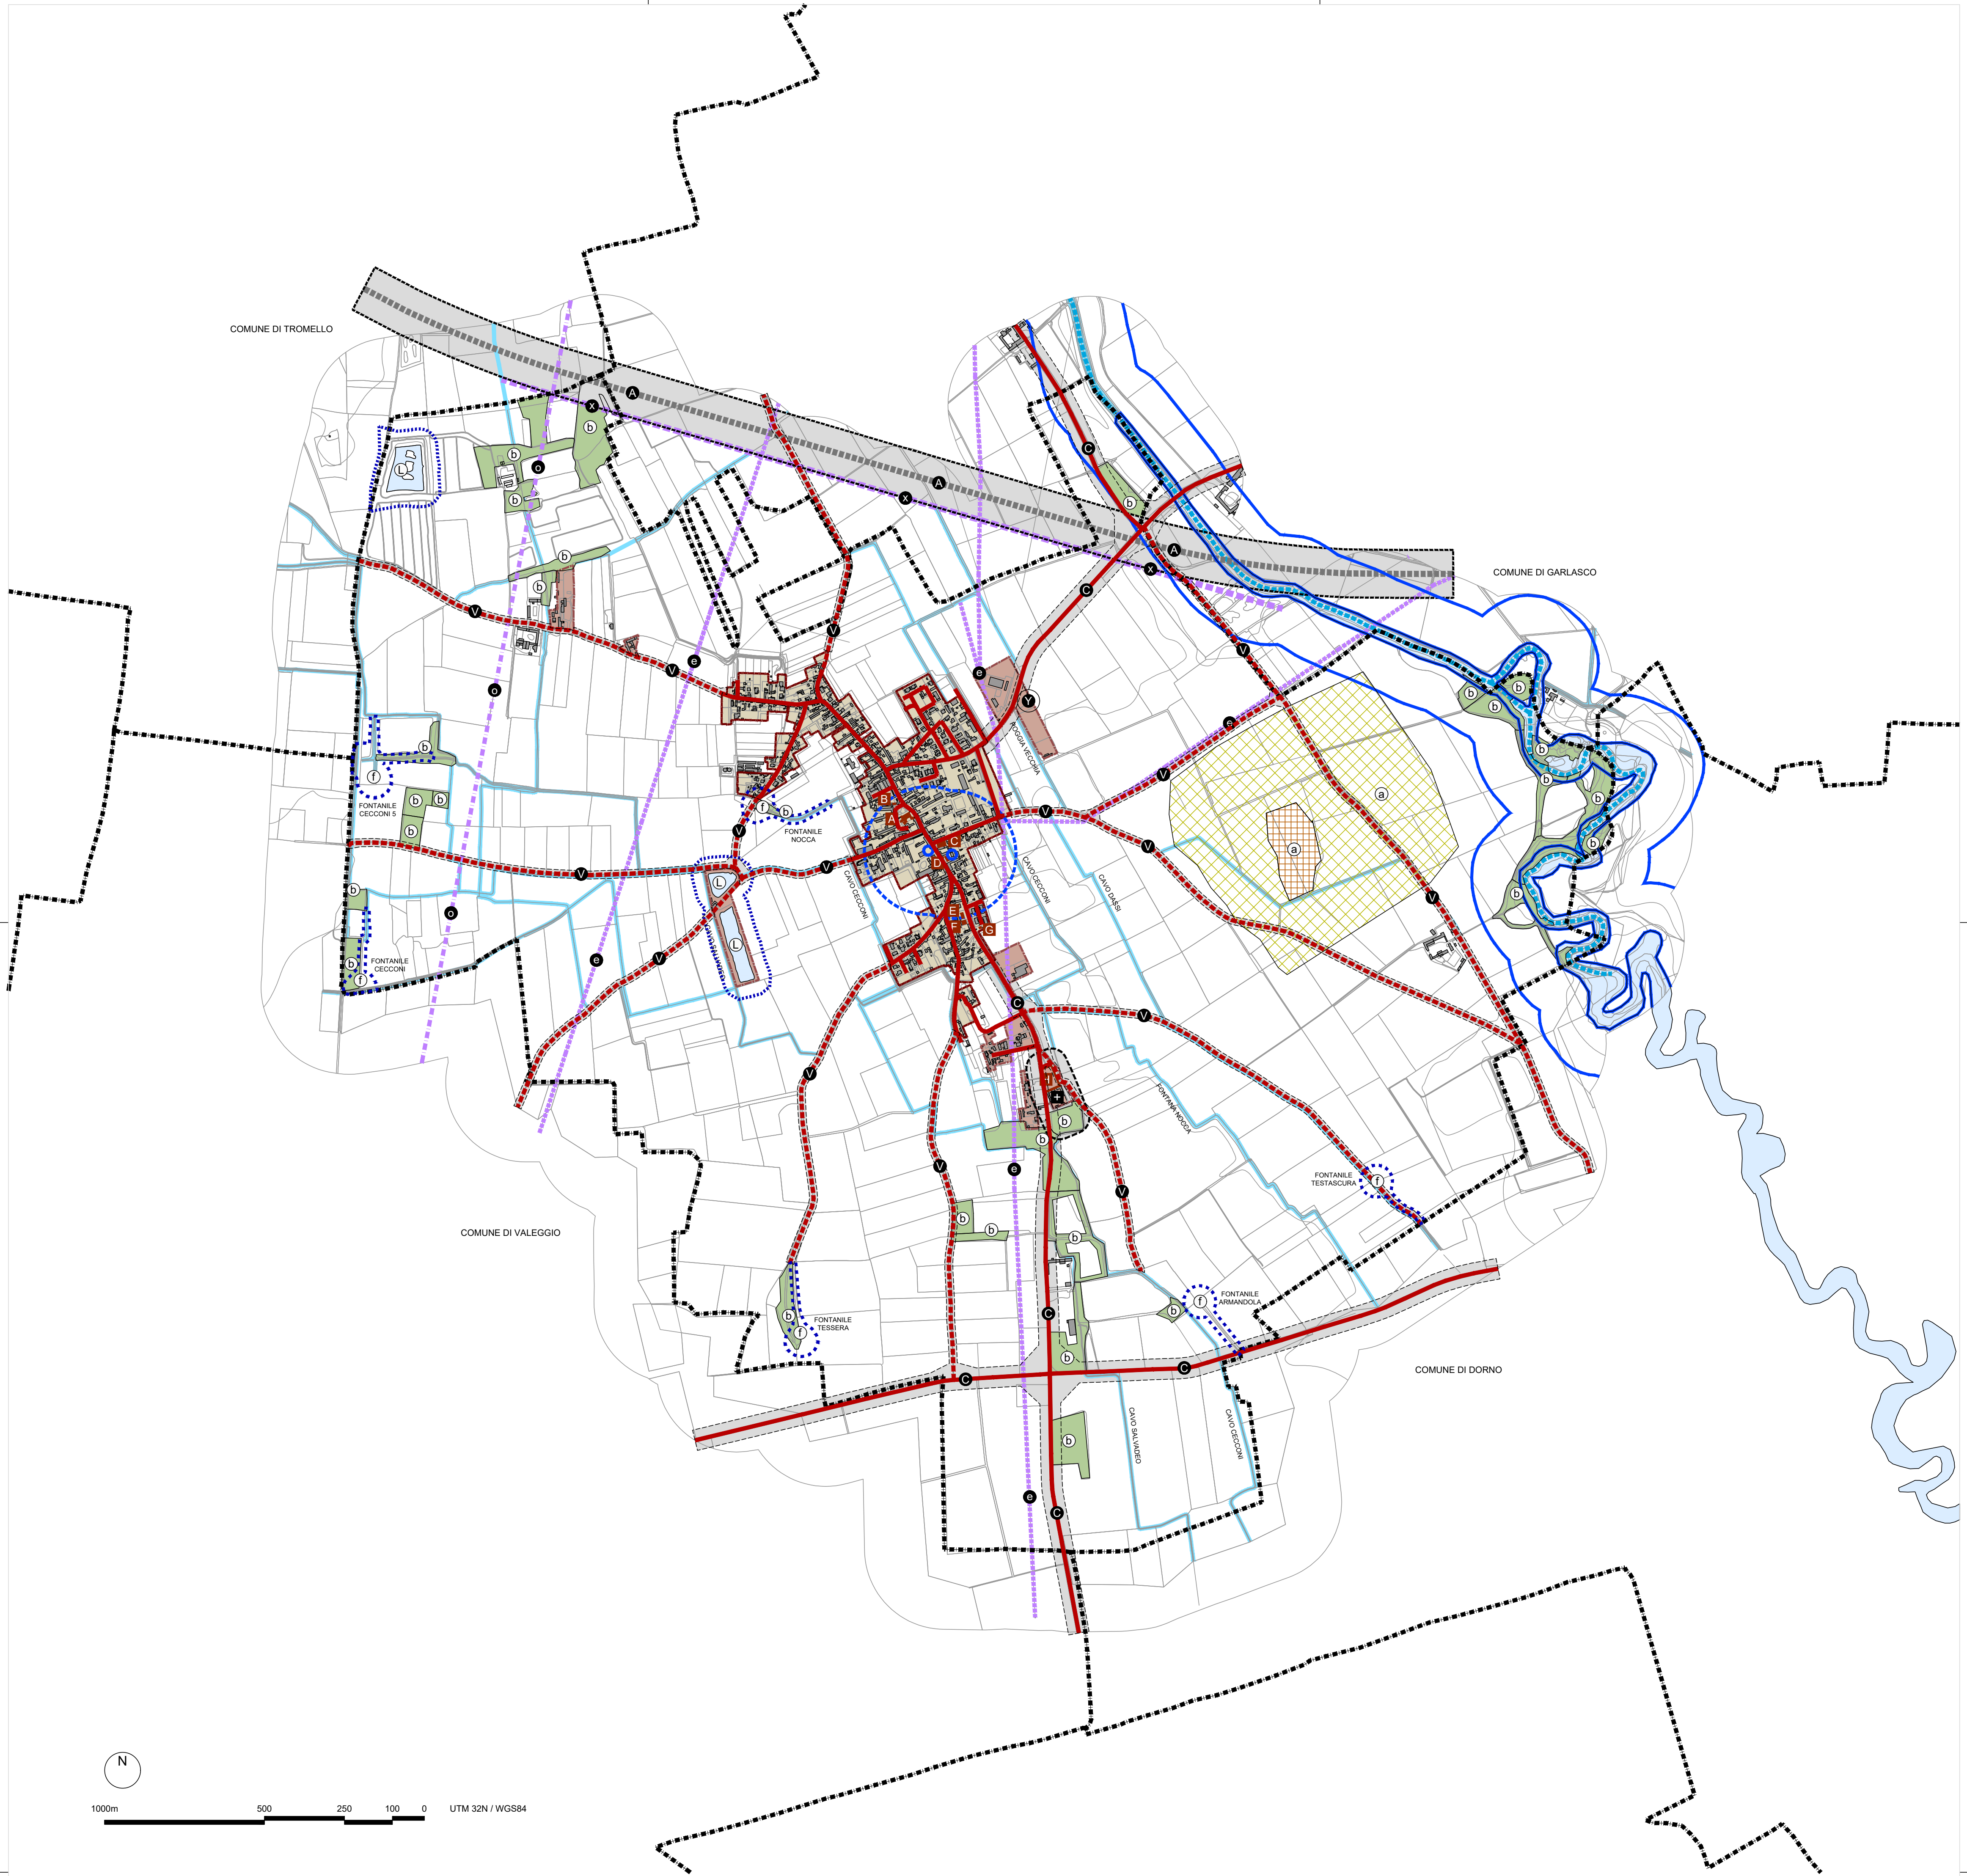 COMUNE DI TROMELLO
A
x
b
C
b
b
L
o
A
x
b
b
A
COMUNE DI GARLASCO
b
x
b
C
V
V
V
e
V
V
e
b
b
b
o
Y
e
ROGGIA VECCHIA
b
b
f
V
b
b
FONTANILE
CECCONI 5
b
b
b
B
a
b
f
b
V
FONTANILE
NOCCA
A
V
b
C
V
a
D
V
V
L
CAVO CECCONI
CAVO CECCONI
CAVO DASSI
b
b
V
o
G
F
L
b
FONTANILE
CECCONI
f
e
V
C
V
V
FONTANA NOCCA
b
b
V
e
V
FONTANILE
TESTASCURA
f
b
b
b
COMUNE DI VALEGGIO
FONTANILE
ARMANDOLA
f
b
b
f
FONTANILE
TESSERA
C
b
C
C
COMUNE DI DORNO
b
CAVO SALVADEO
CAVO CECCONI
e
C
N
1000m 500 250 100 0 UTM 32N / WGS84